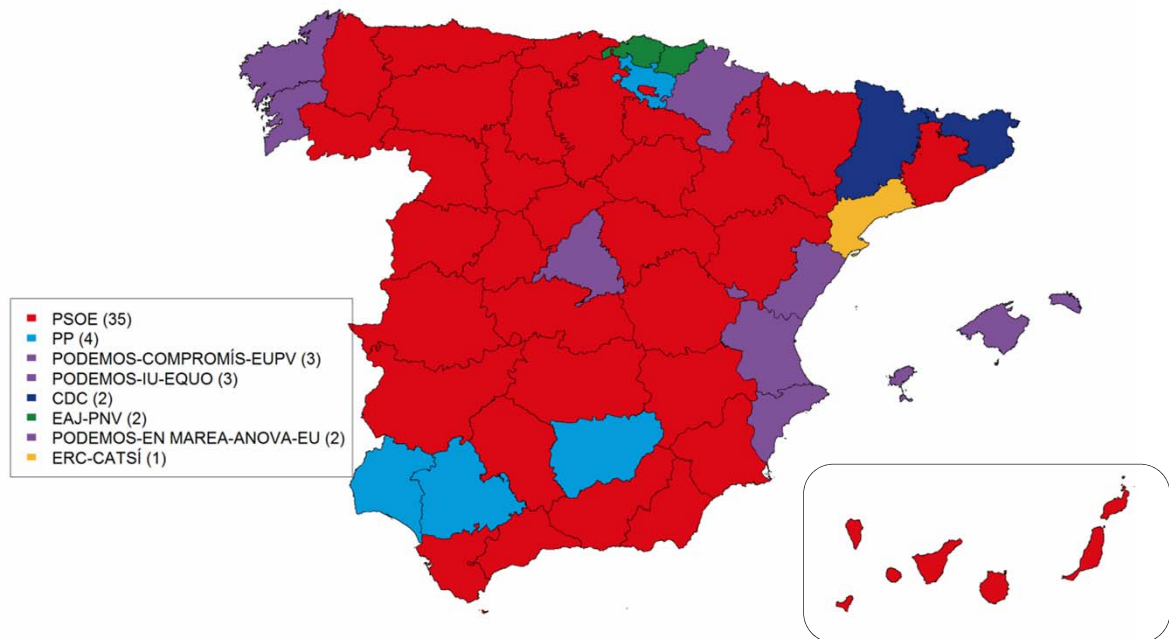 PSOE (35)
PP (4)
PODEMOS-COMPROMÍS-EUPV (3)
PODEMOS-IU-EQUO (3)
CDC (2)
EAJ-PNV (2)
PODEMOS-EN MAREA-ANOVA-EU (2)
ERC-CATSÍ (1)